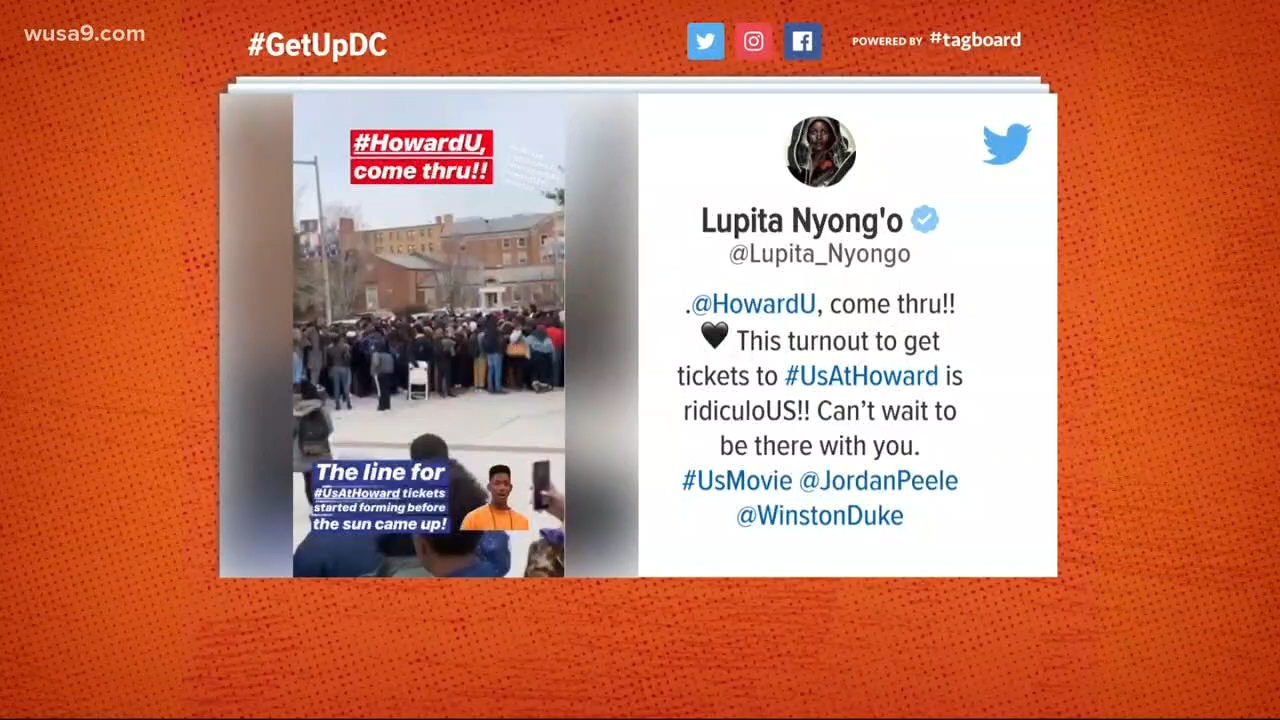 wusa9.com
#GetUpDC
POWERED BY #tagboard
#HowardU,
come thru!!
The line for
#UsAtHoward tickets
started forming before
the sun came up!
Lupita Nyong'o
@Lupita_Nyongo
.@HowardU, come thru!!
🖤 This turnout to get
tickets to #UsAtHoward is
ridiculoUS!! Can't wait to
be there with you.
#UsMovie @JordanPeele
@WinstonDuke